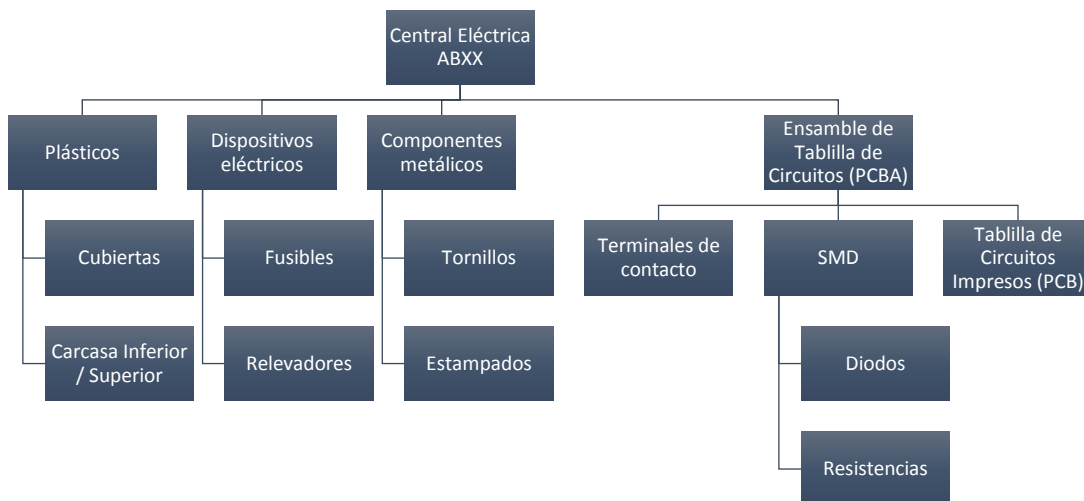 Central Eléctrica
ABXX
Plásticos
Dispositivos
eléctricos
Componentes
metálicos
Ensamble de
Tablilla de
Circuitos (PCBA)
Cubiertas
Fusibles
Tornillos
Terminales de
contacto
SMD
Tablilla de
Circuitos
Impresos (PCB)
Carcasa Inferior
/ Superior
Relevadores
Estampados
Diodos
Resistencias